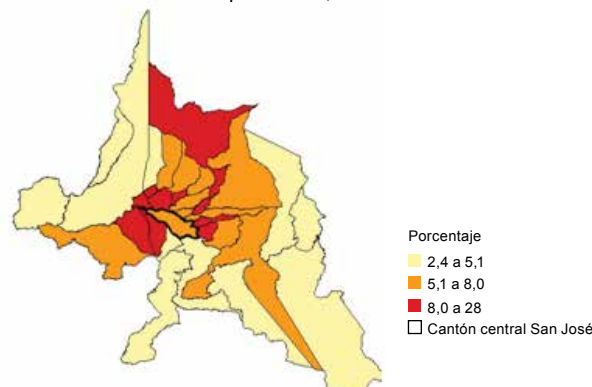 Porcentaje
2,4 a 5,1
5,1 a 8,0
8,0 a 28
Cantón central San José